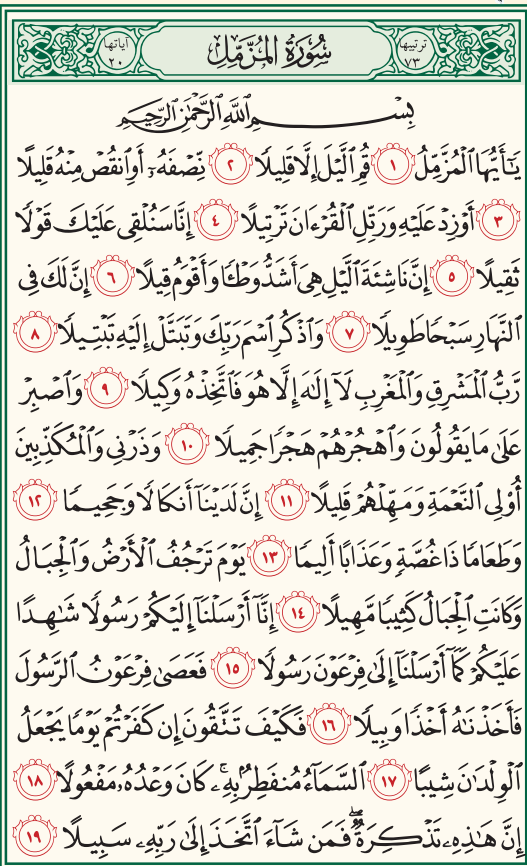 ترتيبها ٧٣ سُورَةُ المُزَّمِّلِ آياتها ٢٠
بِسْمِ ٱللَّهِ ٱلرَّحْمَٰنِ ٱلرَّحِيمِ
يَٰٓأَيُّهَا ٱلْمُزَّمِّلُ ١ قُمِ ٱلَّيْلَ إِلَّا قَلِيلًا ٢ نِّصْفَهُۥٓ أَوِ ٱنقُصْ مِنْهُ قَلِيلًا
٣ أَوْ زِدْ عَلَيْهِ وَرَتِّلِ ٱلْقُرْءَانَ تَرْتِيلًا ٤ إِنَّا سَنُلْقِى عَلَيْكَ قَوْلًا
ثَقِيلًا ٥ إِنَّ نَاشِئَةَ ٱلَّيْلِ هِىَ أَشَدُّ وَطْـًٔا وَأَقْوَمُ قِيلًا ٦ إِنَّ لَكَ فِى
ٱلنَّهَارِ سَبْحًا طَوِيلًا ٧ وَٱذْكُرِ ٱسْمَ رَبِّكَ وَتَبَتَّلْ إِلَيْهِ تَبْتِيلًا ٨
رَّبُّ ٱلْمَشْرِقِ وَٱلْمَغْرِبِ لَآ إِلَٰهَ إِلَّا هُوَ فَٱتَّخِذْهُ وَكِيلًا ٩ وَٱصْبِرْ
عَلَىٰ مَا يَقُولُونَ وَٱهْجُرْهُمْ هَجْرًا جَمِيلًا ١٠ وَذَرْنِى وَٱلْمُكَذِّبِينَ
أُو۟لِى ٱلنَّعْمَةِ وَمَهِّلْهُمْ قَلِيلًا ١١ إِنَّ لَدَيْنَآ أَنكَالًا وَجَحِيمًا ١٢
وَطَعَامًا ذَا غُصَّةٍ وَعَذَابًا أَلِيمًا ١٣ يَوْمَ تَرْجُفُ ٱلْأَرْضُ وَٱلْجِبَالُ
وَكَانَتِ ٱلْجِبَالُ كَثِيبًا مَّهِيلًا ١٤ إِنَّآ أَرْسَلْنَآ إِلَيْكُمْ رَسُولًا شَٰهِدًا
عَلَيْكُمْ كَمَآ أَرْسَلْنَآ إِلَىٰ فِرْعَوْنَ رَسُولًا ١٥ فَعَصَىٰ فِرْعَوْنُ ٱلرَّسُولَ
فَأَخَذْنَٰهُ أَخْذًا وَبِيلًا ١٦ فَكَيْفَ تَتَّقُونَ إِن كَفَرْتُمْ يَوْمًا يَجْعَلُ
ٱلْوِلْدَٰنَ شِيبًا ١٧ ٱلسَّمَآءُ مُنفَطِرٌۢ بِهِۦ ۚ كَانَ وَعْدُهُۥ مَفْعُولًا ١٨
إِنَّ هَٰذِهِۦ تَذْكِرَةٌ ۖ فَمَن شَآءَ ٱتَّخَذَ إِلَىٰ رَبِّهِۦ سَبِيلًا ١٩